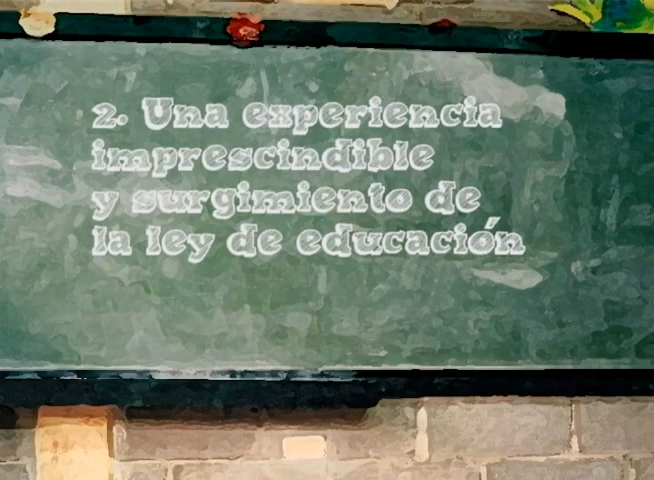 2. Una experiencia
imprescindible
y surgimiento de
la ley de educación